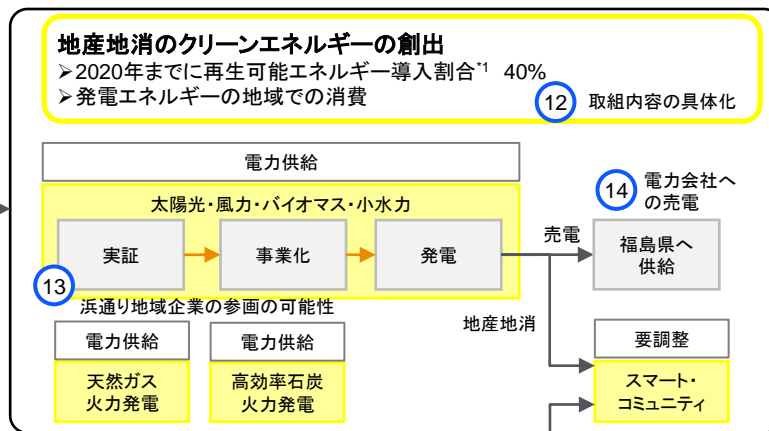 地産地消のクリーンエネルギーの創出
➢2020年までに再生可能エネルギー導入割合*1 40%
➢発電エネルギーの地域での消費
12 取組内容の具体化
電力供給
太陽光・風力・バイオマス・小水力
実証
事業化
発電
売電
14 電力会社へ
の売電
福島県へ
供給
13
浜通り地域企業の参画の可能性
地産地消
電力供給
天然ガス
火力発電
電力供給
高効率石炭
火力発電
要調整
スマート・
コミュニティ